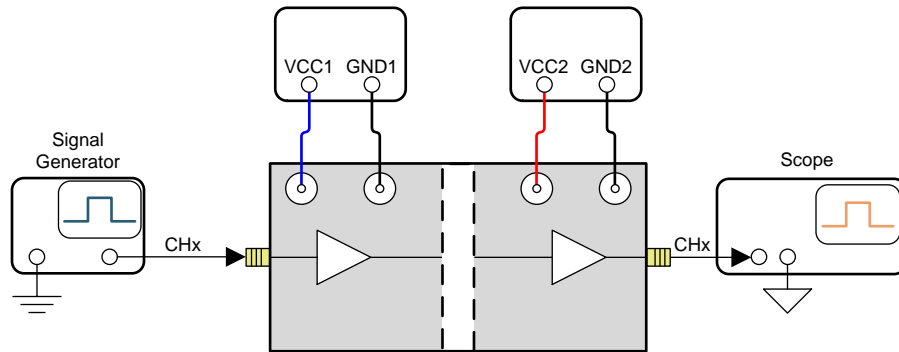 VCC1 GND1
VCC2 GND2
Signal
Generator
Scope
CHx
CHx